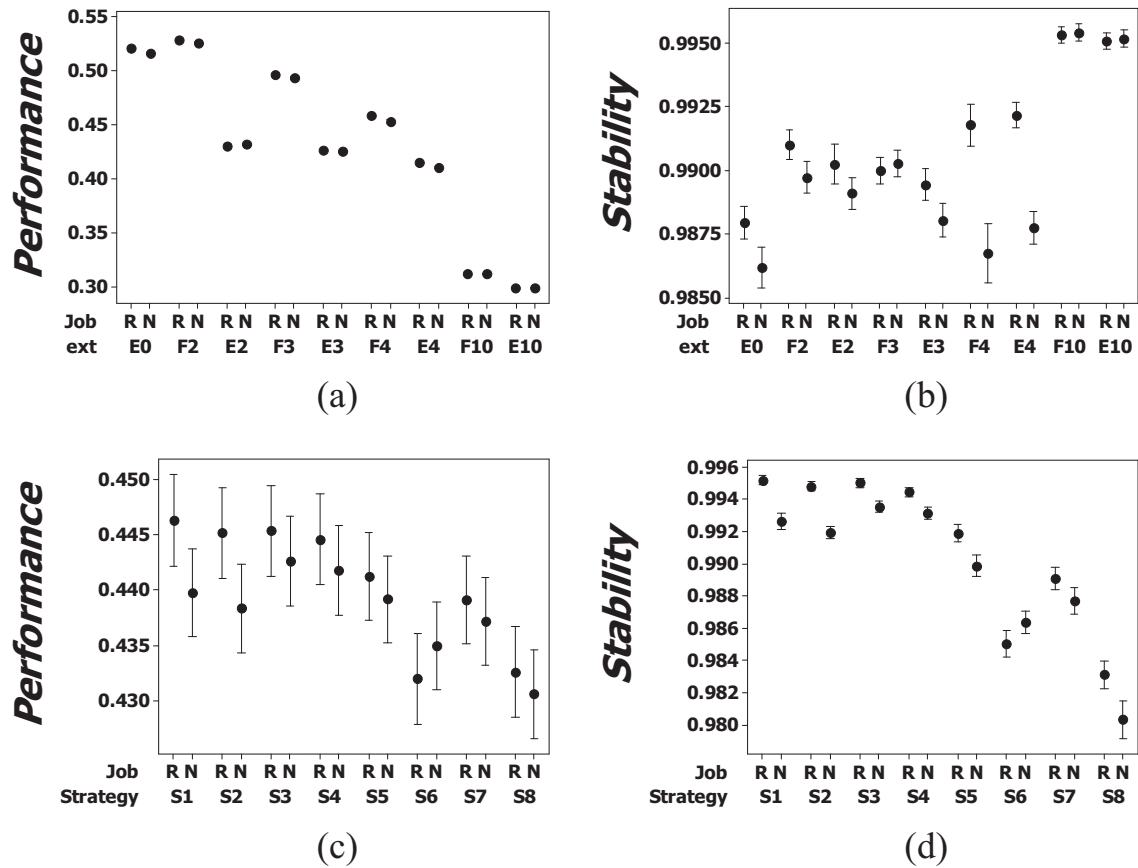 Performance
0.55
0.50
0.45
0.40
0.35
0.30
Job R N R N R N R N R N R N R N R N R N
ext E0 F2 E2 F3 E3 F4 E4 F10 E10
(a)
Stability
0.9950
0.9925
0.9900
0.9875
0.9850
Job R N R N R N R N R N R N R N R N R N
ext E0 F2 E2 F3 E3 F4 E4 F10 E10
(b)
Performance
0.450
0.445
0.440
0.435
0.430
Job R N R N R N R N R N R N R N R N
Strategy S1 S2 S3 S4 S5 S6 S7 S8
(c)
Stability
0.996
0.994
0.992
0.990
0.988
0.986
0.984
0.982
0.980
Job R N R N R N R N R N R N R N R N
Strategy S1 S2 S3 S4 S5 S6 S7 S8
(d)